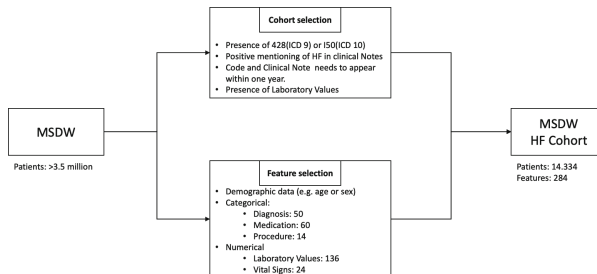 Cohort selection
• Presence of 428(ICD 9) or I50(ICD 10)
• Positive mentioning of HF in clinical Notes
• Code and Clinical Note needs to appear
within one year.
• Presence of Laboratory Values
MSDW
Patients: >3.5 million
MSDW
HF Cohort
Patients: 14.334
Features: 284
Feature selection
• Demographic data (e.g. age or sex)
• Categorical:
• Diagnosis: 50
• Medication: 60
• Procedure: 14
• Numerical
• Laboratory Values: 136
• Vital Signs: 24